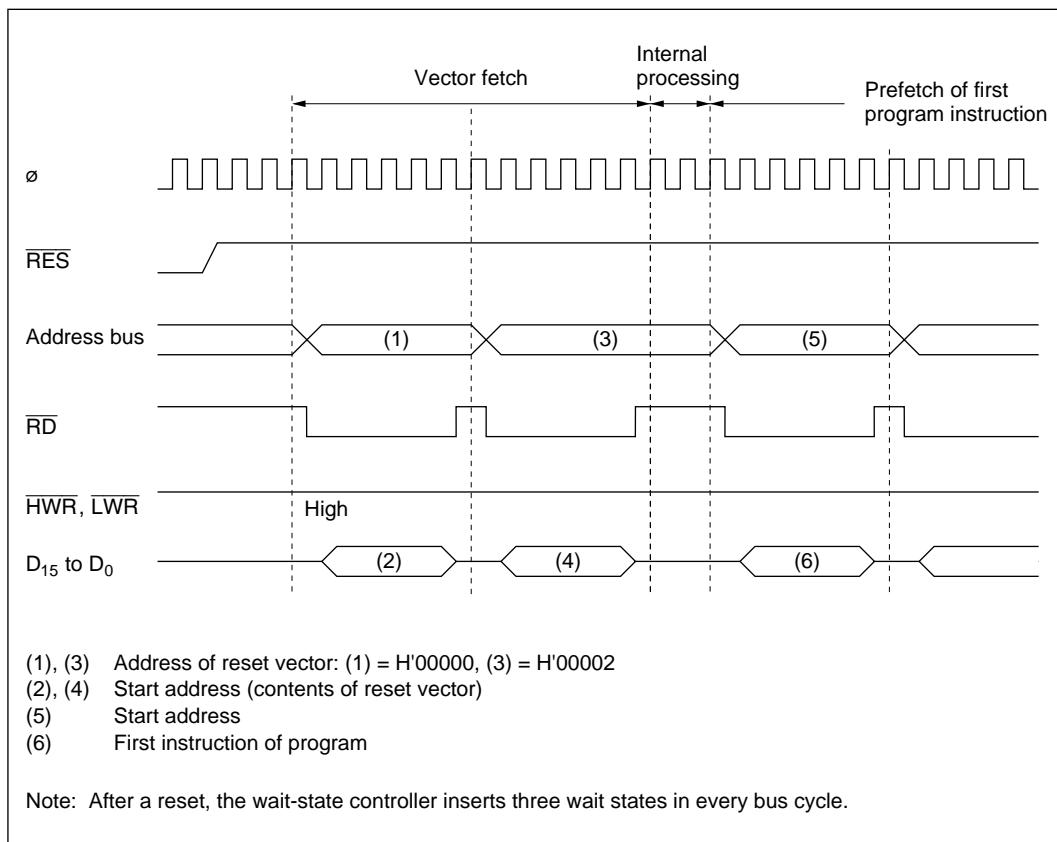 Internal
processing
Vector fetch
Prefetch of first
program instruction
ø
RES
Address bus
(1)
(3)
(5)
RD
HWR, LWR
High
D15 to D0
(2)
(4)
(6)
(1), (3) Address of reset vector: (1) = H'00000, (3) = H'00002
(2), (4) Start address (contents of reset vector)
(5) Start address
(6) First instruction of program
Note: After a reset, the wait-state controller inserts three wait states in every bus cycle.